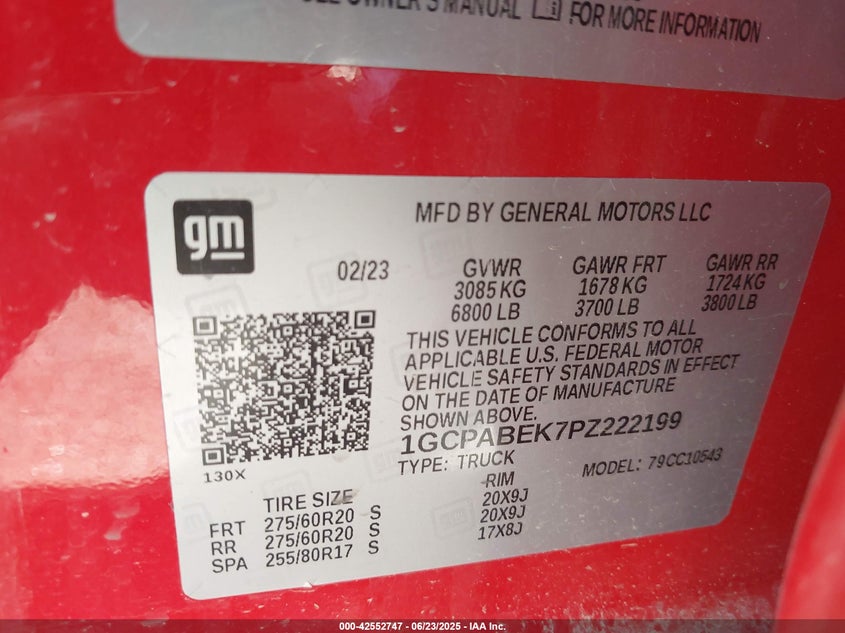 OWNER'S MANUAL FOR MORE INFORMATION
gm
MFD BY GENERAL MOTORS LLC
02/23 GVWR GAWR FRT GAWR RR
3085 KG 1678 KG 1724 KG
6800 LB 3700 LB 3800 LB
THIS VEHICLE CONFORMS TO ALL
APPLICABLE U.S. FEDERAL MOTOR
VEHICLE SAFETY STANDARDS IN EFFECT
ON THE DATE OF MANUFACTURE
SHOWN ABOVE.
1GCPABEK7PZ222199
TYPE: TRUCK MODEL: 79CC10543
130X
TIRE SIZE RIM
FRT 275/60R20 S 20X9J
RR 275/60R20 S 20X9J
SPA 255/80R17 S 17X8J
000-42552747 - 06/23/2025 - IAA Inc.